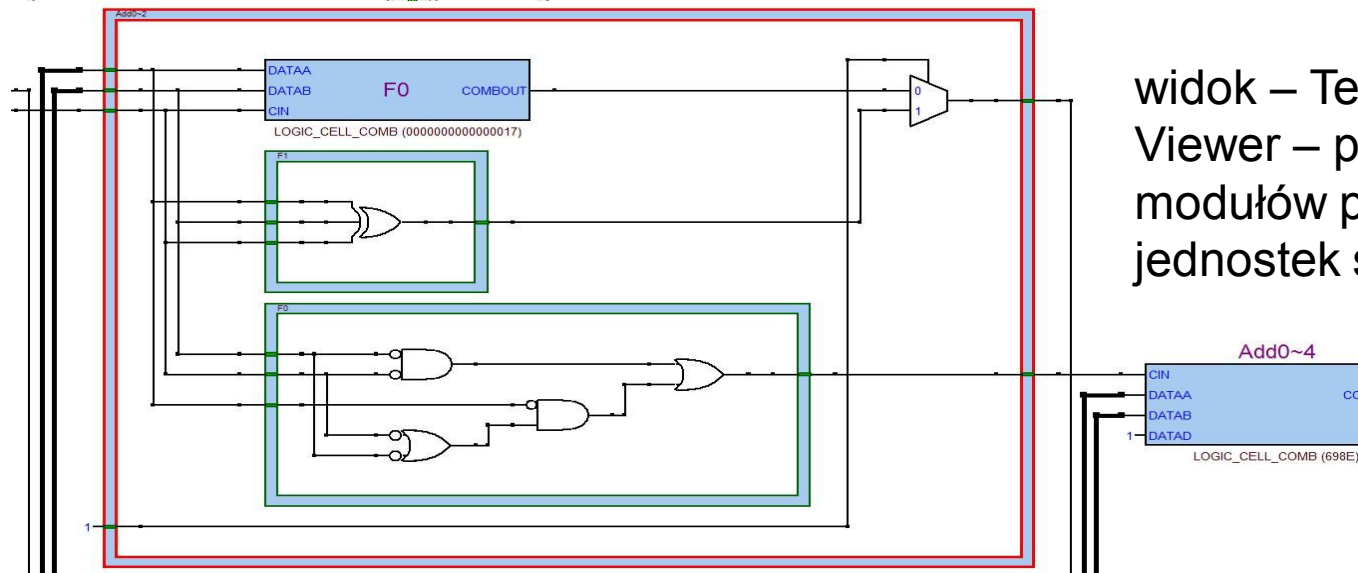 Add0~2
DATAA
DATAB
CIN
F0
COMBOUT
LOGIC_CELL_COMB (0000000000000017)
0
1
F1
F0
1
widok – Te
Viewer – p
modułów p
jednostek s
Add0~4
CIN
DATAA
DATAB
1
DATAD
CO
LOGIC_CELL_COMB (698E)